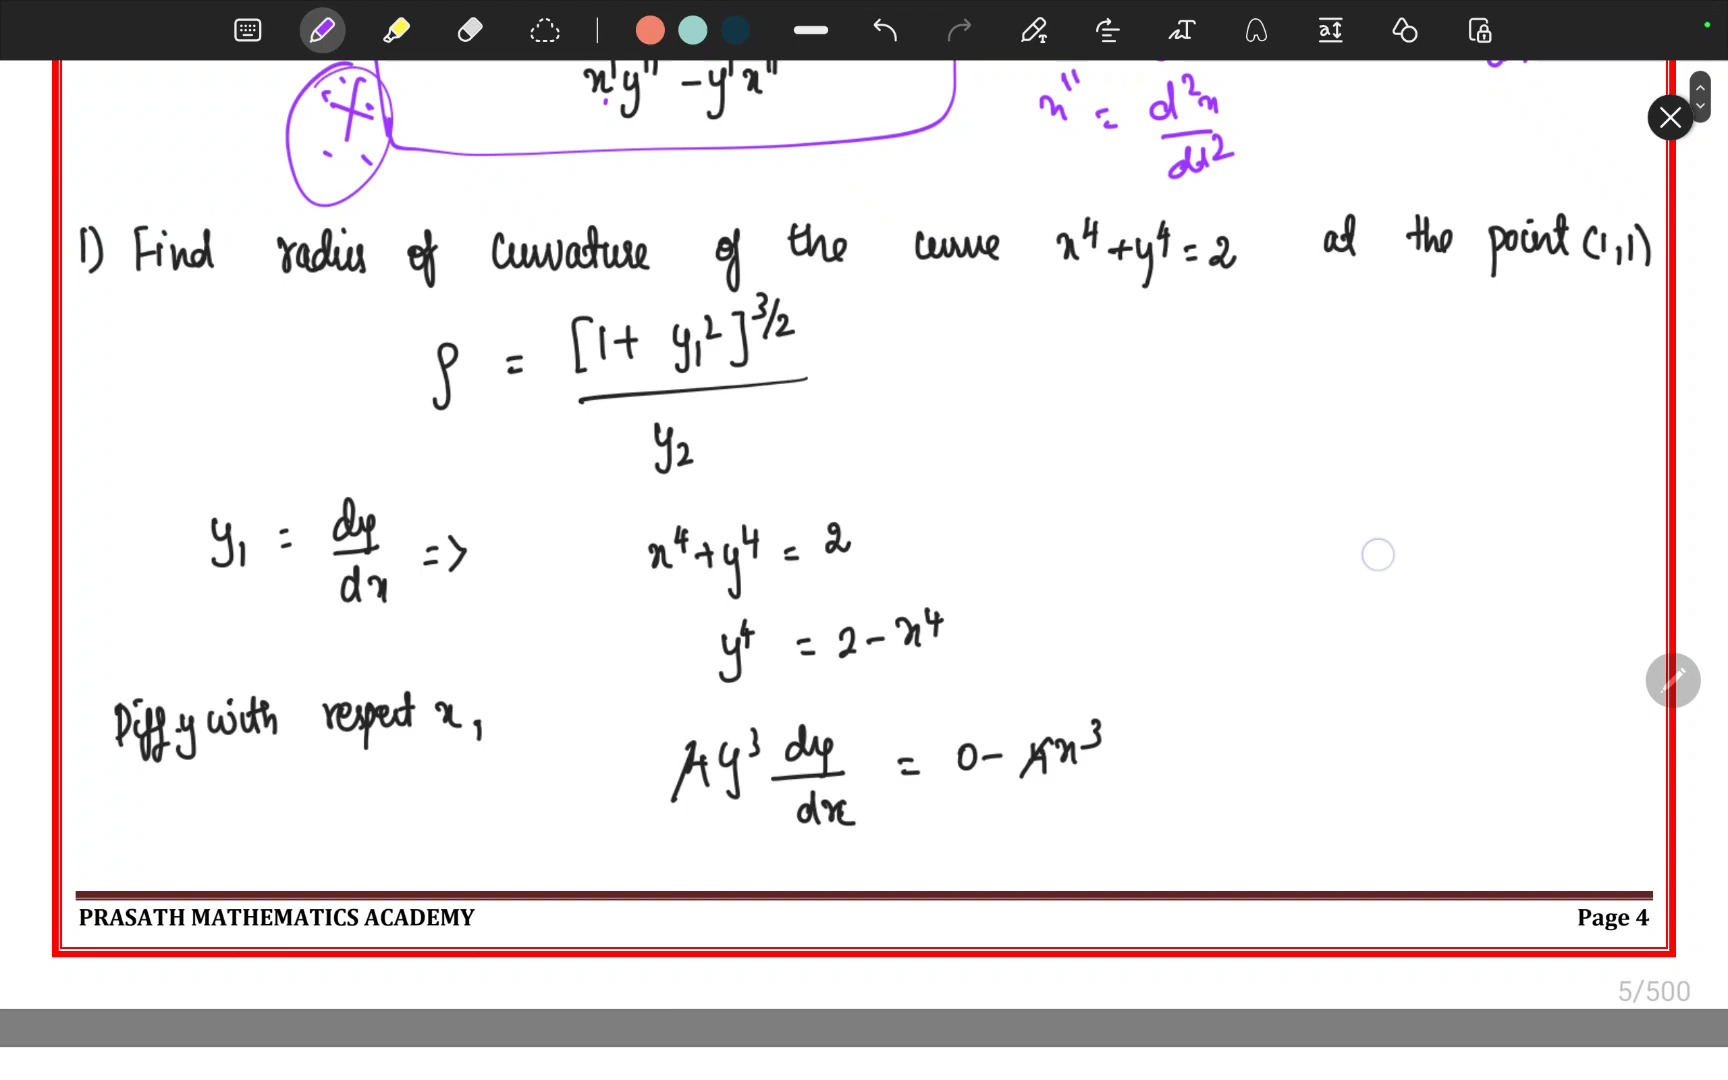 x'y" - y'x"
x" = d²x/dt²
1) Find radius of curvature of the curve x⁴+y⁴=2 at the point (1,1)
ρ = [1+ y₁²]^3/2 / y₂
y₁ = dy/dx => x⁴+y⁴ = 2
y⁴ = 2-x⁴
Diff. y with respect x,
4y³ dy/dx = 0-4x³
PRASATH MATHEMATICS ACADEMY Page 4
5/500